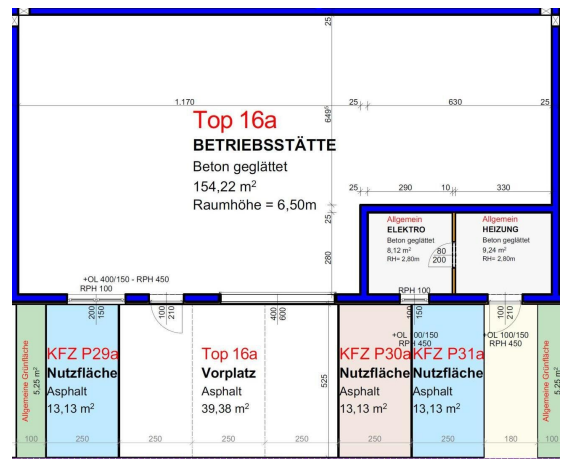 25
1.170
649⁵
25
630
25
Top 16a
BETRIEBSSTÄTTE
Beton geglättet
154,22 m²
Raumhöhe = 6,50m
25
290
10
330
25
280
Allgemein
ELEKTRO
Beton geglättet
8,12 m²
RH= 2,80m
80
200
Allgemein
HEIZUNG
Beton geglättet
9,24 m²
RH= 2,80m
+OL 400/150 - RPH 450
RPH 100
200
150
100
210
400
600
RPH 100
100
150
100
210
+OL 100/150
RPH 450
+OL 100/150
RPH 450
Allgemeine Grünfläche
5,25 m²
KFZ P29a
Nutzfläche
Asphalt
13,13 m²
Top 16a
Vorplatz
Asphalt
39,38 m²
525
KFZ P30a
Nutzfläche
Asphalt
13,13 m²
KFZ P31a
Nutzfläche
Asphalt
13,13 m²
Allgemeine Grünfläche
5,25 m²
100
250
250
250
250
250
250
180
100